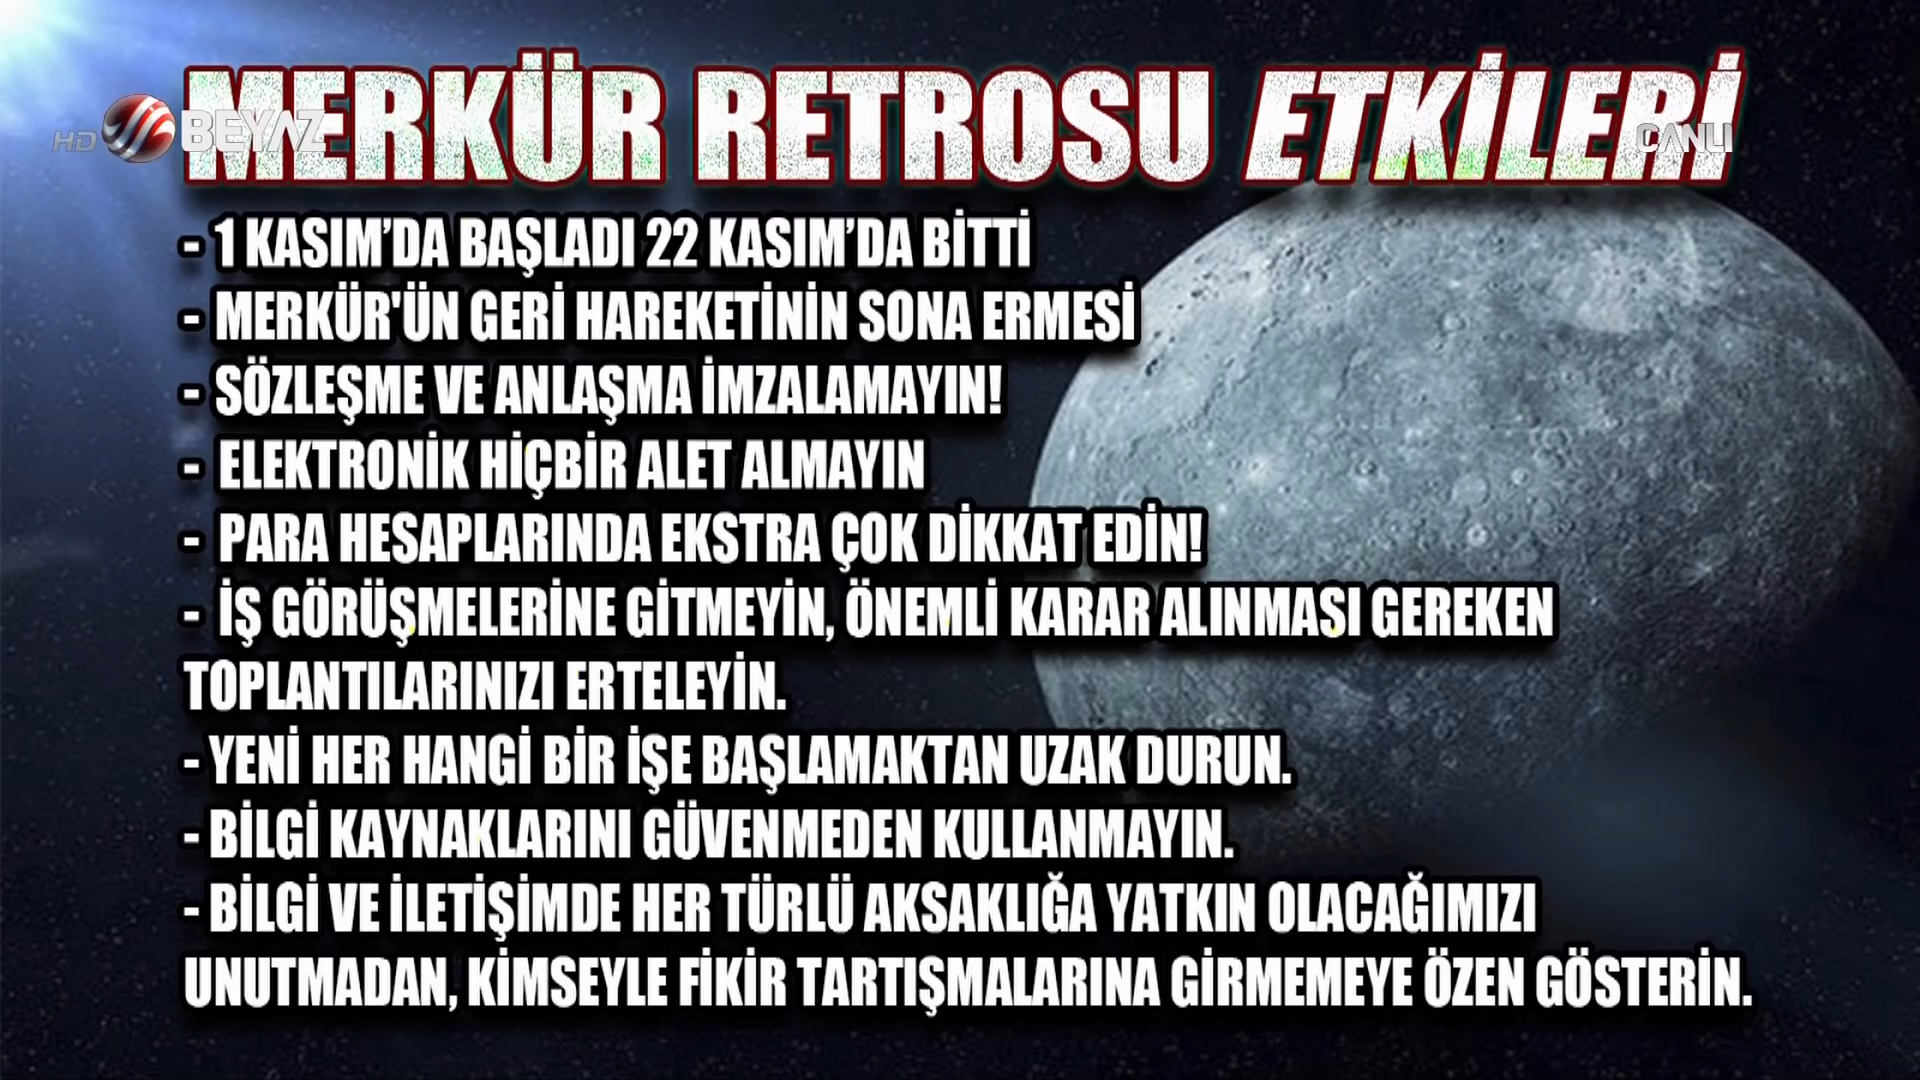 MERKÜR RETROSU ETKİLERİ
HD BEYAZ
CANLI
- 1 KASIM’DA BAŞLADI 22 KASIM’DA BİTTİ
- MERKÜR'ÜN GERİ HAREKETİNİN SONA ERMESİ
- SÖZLEŞME VE ANLAŞMA İMZALAMAYIN!
- ELEKTRONİK HİÇBİR ALET ALMAYIN
- PARA HESAPLARINDA EKSTRA ÇOK DİKKAT EDİN!
- İŞ GÖRÜŞMELERİNE GİTMEYİN, ÖNEMLİ KARAR ALINMASI GEREKEN
TOPLANTILARINIZI ERTELEYİN.
- YENİ HER HANGİ BİR İŞE BAŞLAMAKTAN UZAK DURUN.
- BİLGİ KAYNAKLARINI GÜVENMEDEN KULLANMAYIN.
- BİLGİ VE İLETİŞİMDE HER TÜRLÜ AKSAKLIĞA YATKIN OLACAĞIMIZI
UNUTMADAN, KİMSEYLE FİKİR TARTIŞMALARINA GİRMEMEYE ÖZEN GÖSTERİN.